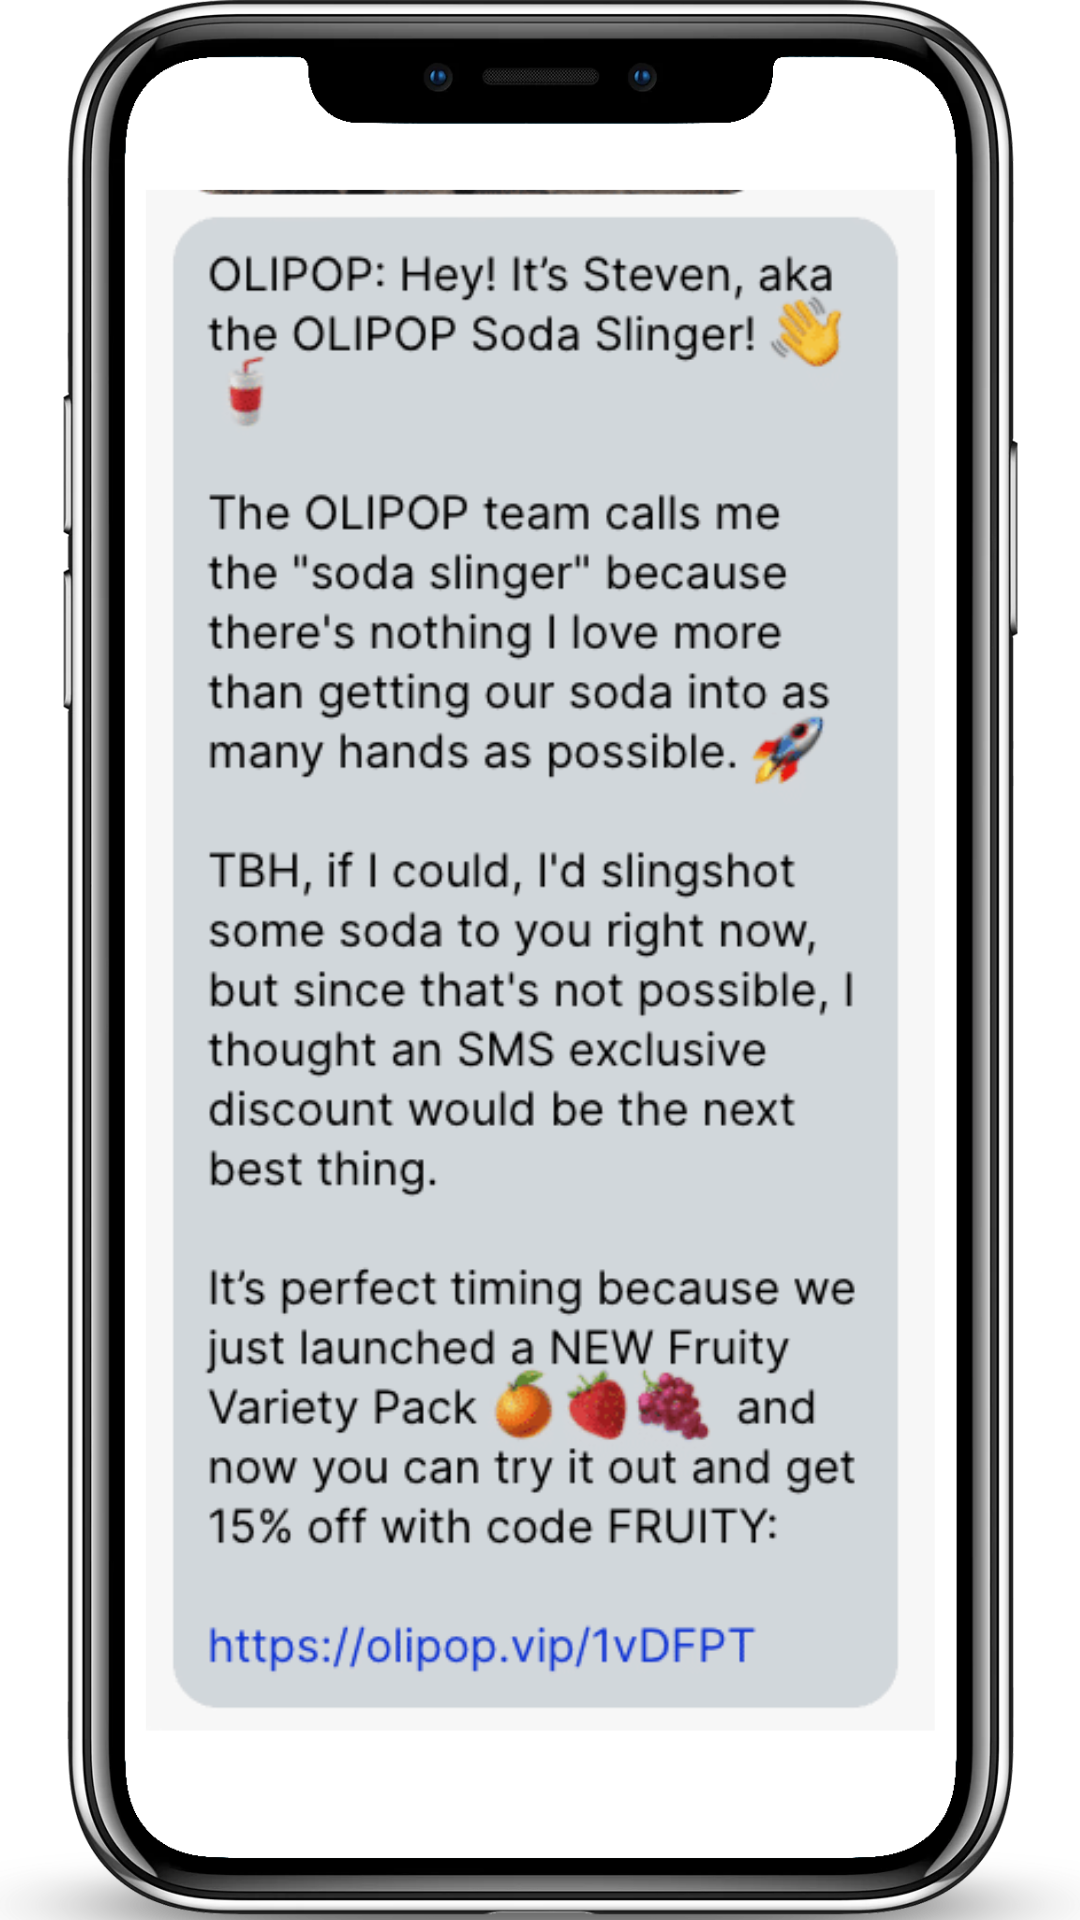 OLIPOP: Hey! It’s Steven, aka
the OLIPOP Soda Slinger! 👋
🥤
The OLIPOP team calls me
the "soda slinger" because
there's nothing I love more
than getting our soda into as
many hands as possible. 🚀
TBH, if I could, I'd slingshot
some soda to you right now,
but since that's not possible, I
thought an SMS exclusive
discount would be the next
best thing.
It’s perfect timing because we
just launched a NEW Fruity
Variety Pack 🍊🍓🍇 and
now you can try it out and get
15% off with code FRUITY:
https://olipop.vip/1vDFPT